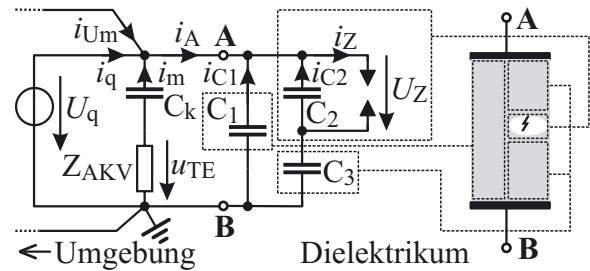 i_Um
i_A A i_Z A
i_q i_m i_C1 i_C2
U_q C_k C_1 C_2 U_Z
Z_AKV u_TE C_3
B B
Umgebung Dielektrikum